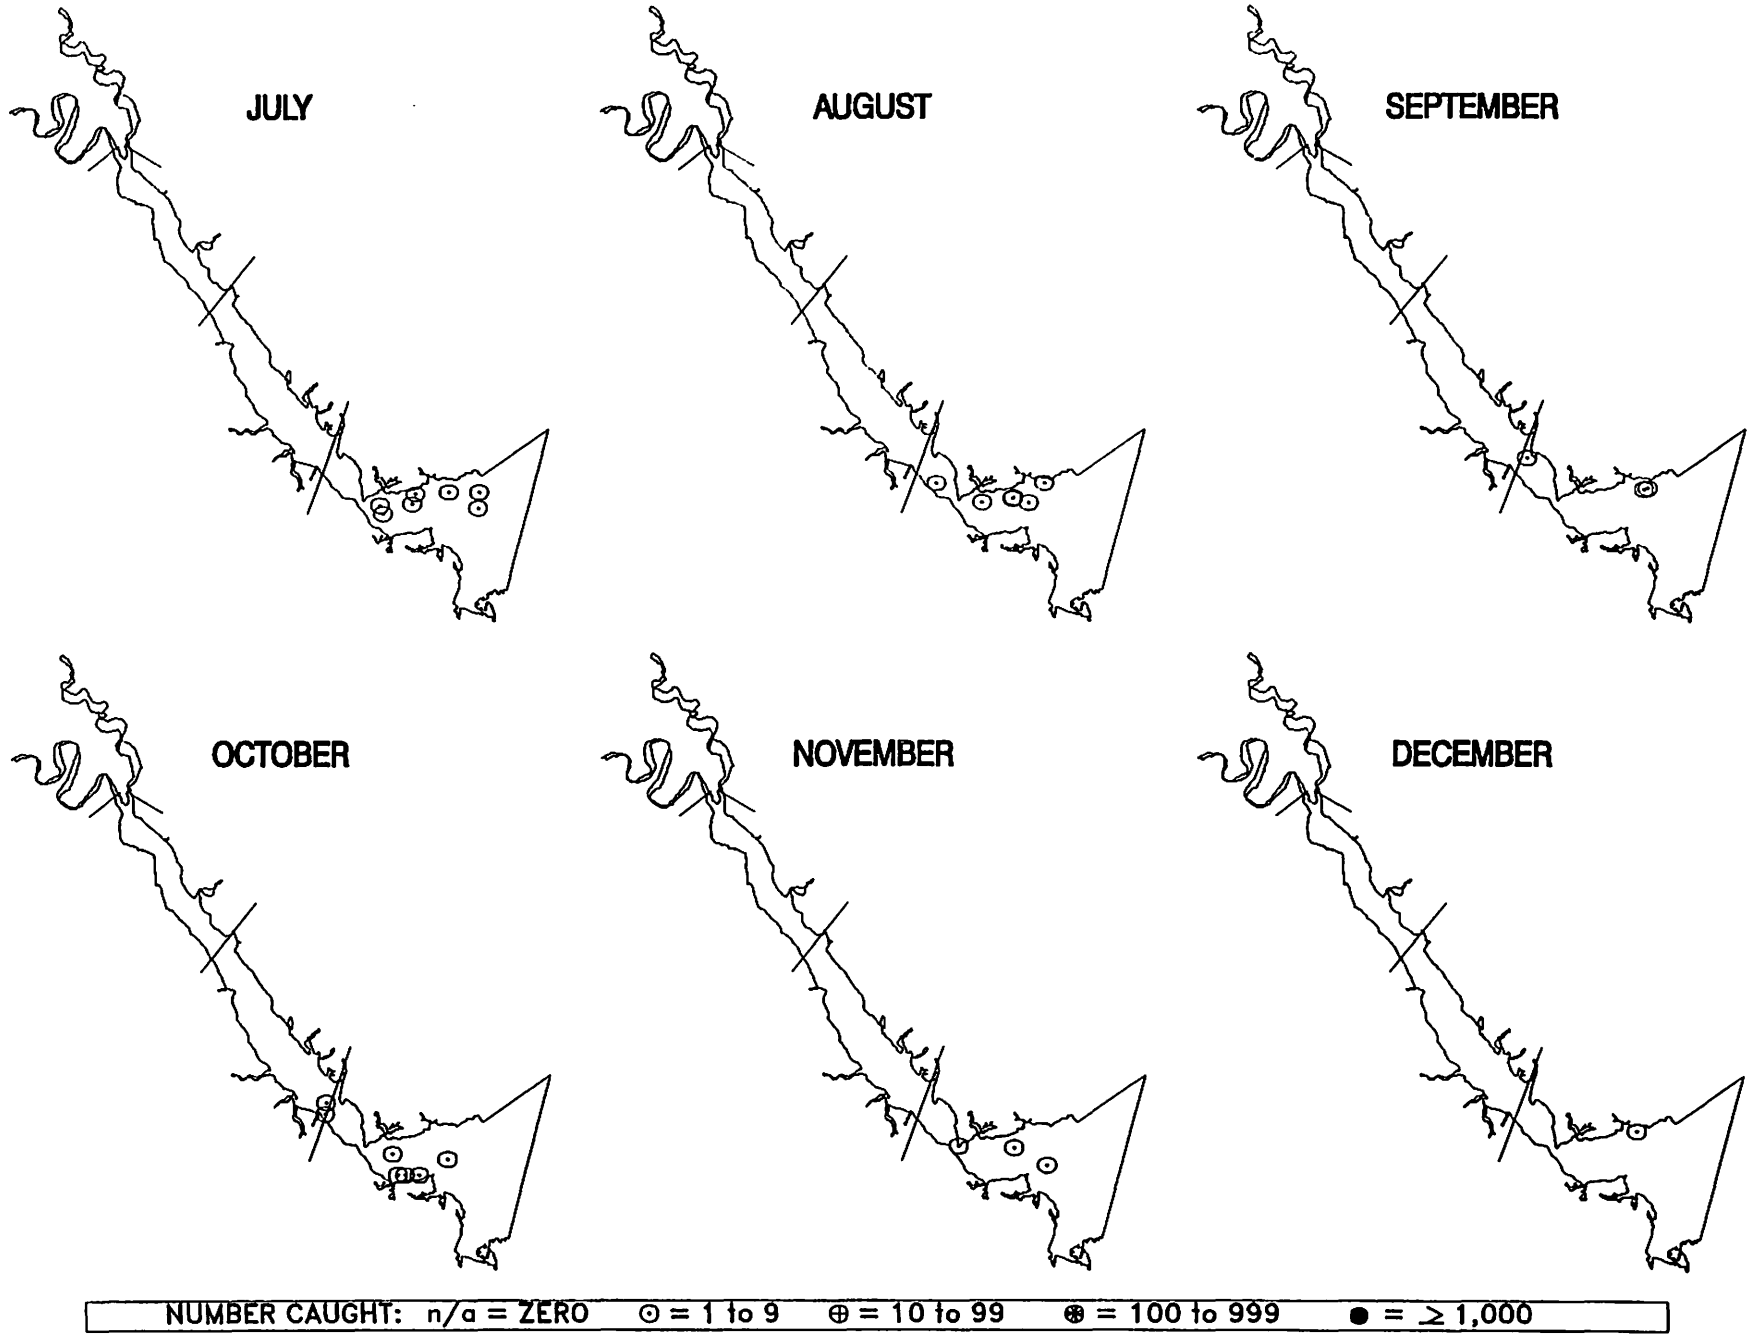 JULY
AUGUST
SEPTEMBER
OCTOBER
NOVEMBER
DECEMBER
NUMBER CAUGHT: n/a = ZERO ⊙ = 1 to 9 ⊕ = 10 to 99 ⊛ = 100 to 999 ● = ≥ 1,000